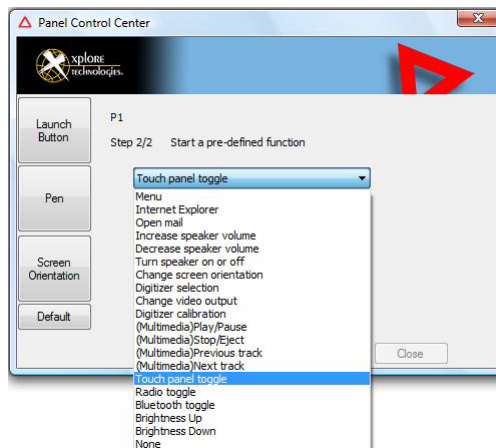 Panel Control Center
xplore
technologies.
Launch
Button
P1
Step 2/2 Start a pre-defined function
Touch panel toggle
Pen
Menu
Internet Explorer
Open mail
Increase speaker volume
Decrease speaker volume
Turn speaker on or off
Screen
Orientation
Change screen orientation
Digitizer selection
Change video output
Default
Digitizer calibration
(Multimedia)Play/Pause
(Multimedia)Stop/Eject
(Multimedia)Previous track
(Multimedia)Next track
Close
Touch panel toggle
Radio toggle
Bluetooth toggle
Brightness Up
Brightness Down
None